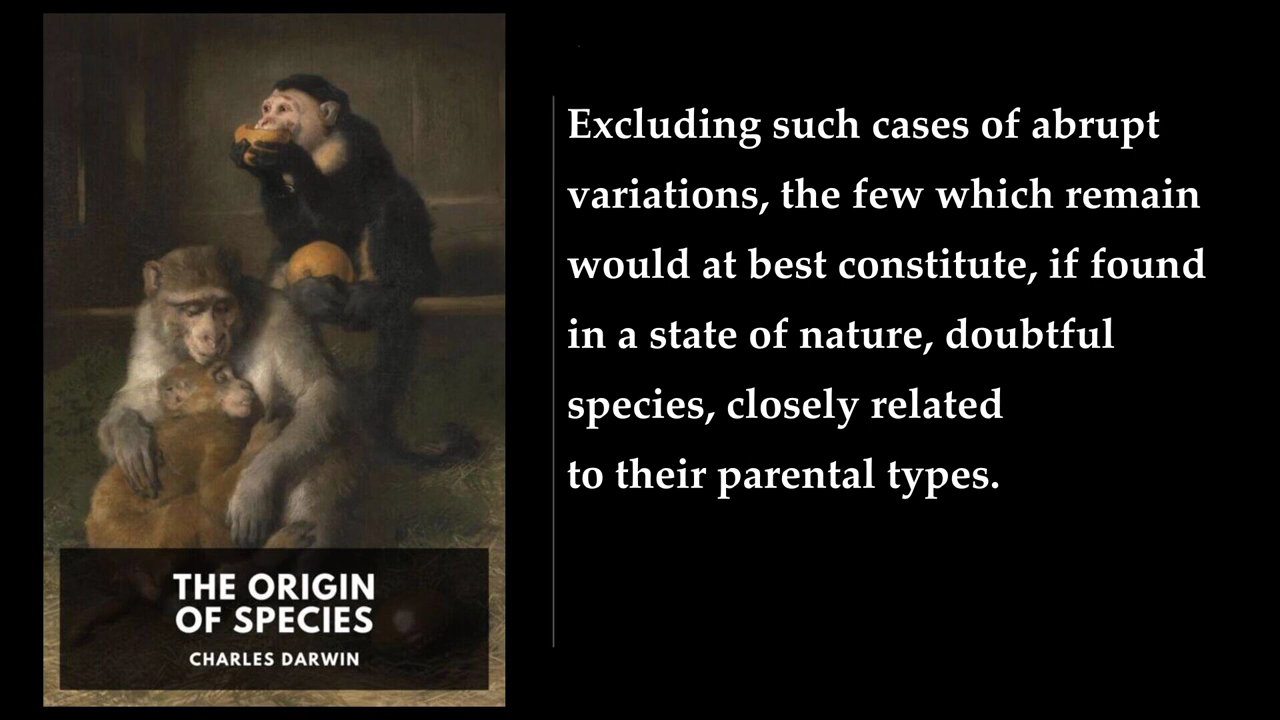 Excluding such cases of abrupt
variations, the few which remain
would at best constitute, if found
in a state of nature, doubtful
species, closely related
to their parental types.
THE ORIGIN
OF SPECIES
CHARLES DARWIN